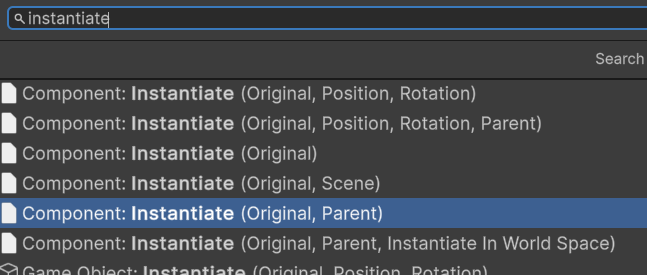 instantiate
Search
Component: Instantiate (Original, Position, Rotation)
Component: Instantiate (Original, Position, Rotation, Parent)
Component: Instantiate (Original)
Component: Instantiate (Original, Scene)
Component: Instantiate (Original, Parent)
Component: Instantiate (Original, Parent, Instantiate In World Space)
Game Object: Instantiate (Original, Position, Rotation)